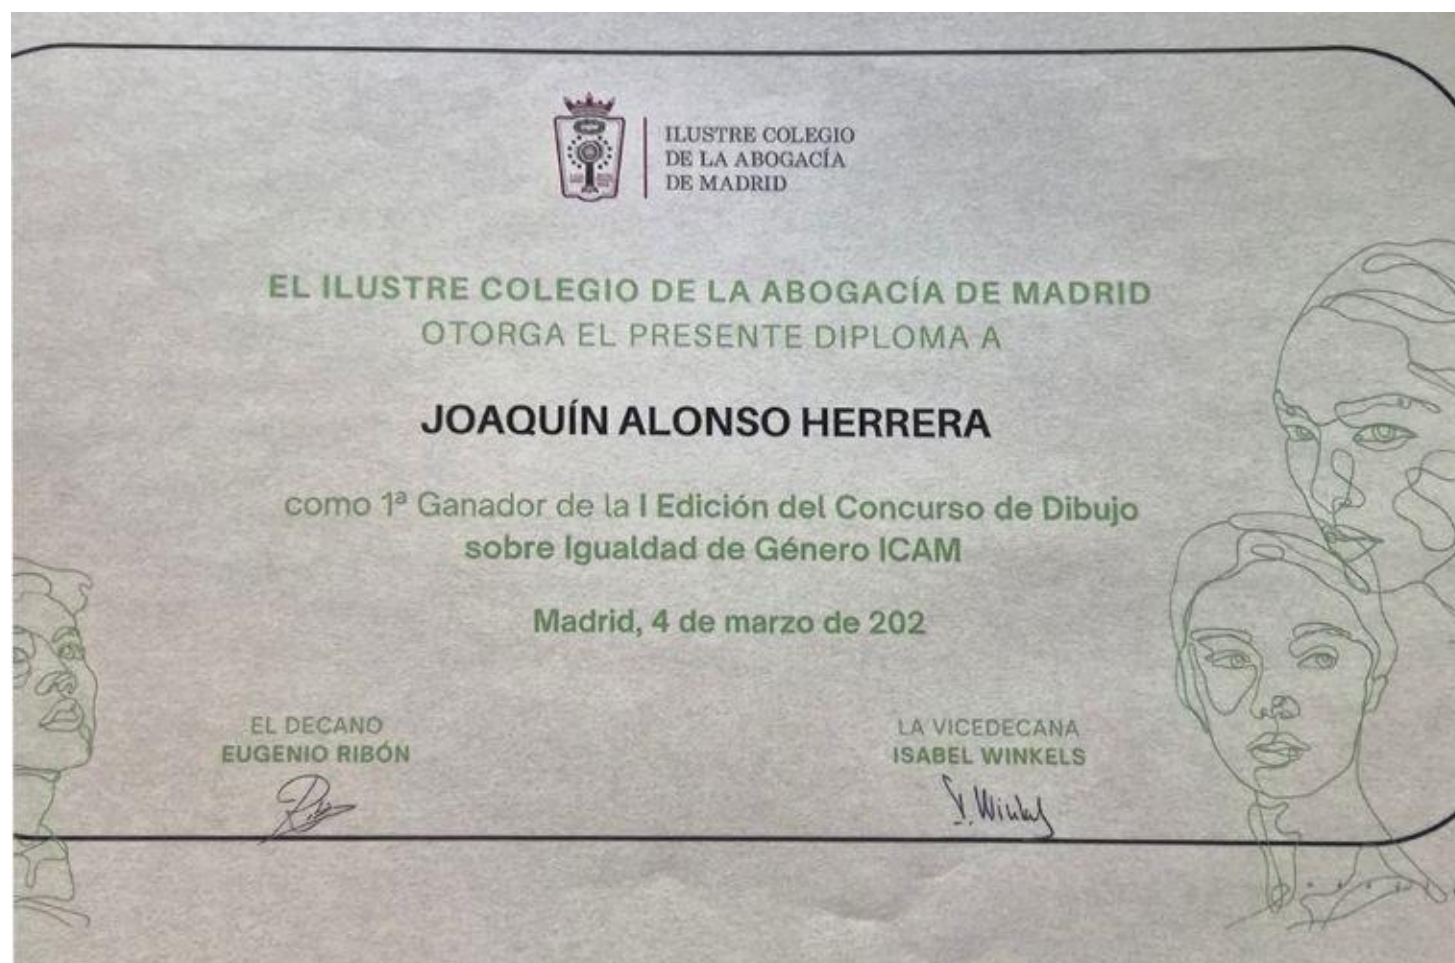 ILUSTRE COLEGIO
DE LA ABOGACÍA
DE MADRID
EL ILUSTRE COLEGIO DE LA ABOGACÍA DE MADRID
OTORGA EL PRESENTE DIPLOMA A
JOAQUÍN ALONSO HERRERA
como 1ª Ganador de la I Edición del Concurso de Dibujo
sobre Igualdad de Género ICAM
Madrid, 4 de marzo de 202
EL DECANO
EUGENIO RIBÓN
LA VICEDECANA
ISABEL WINKELS
I. Winkels